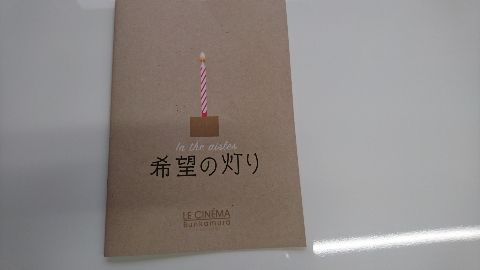 In the aisles
希望の灯り
LE CINÉMA
Bunkamura